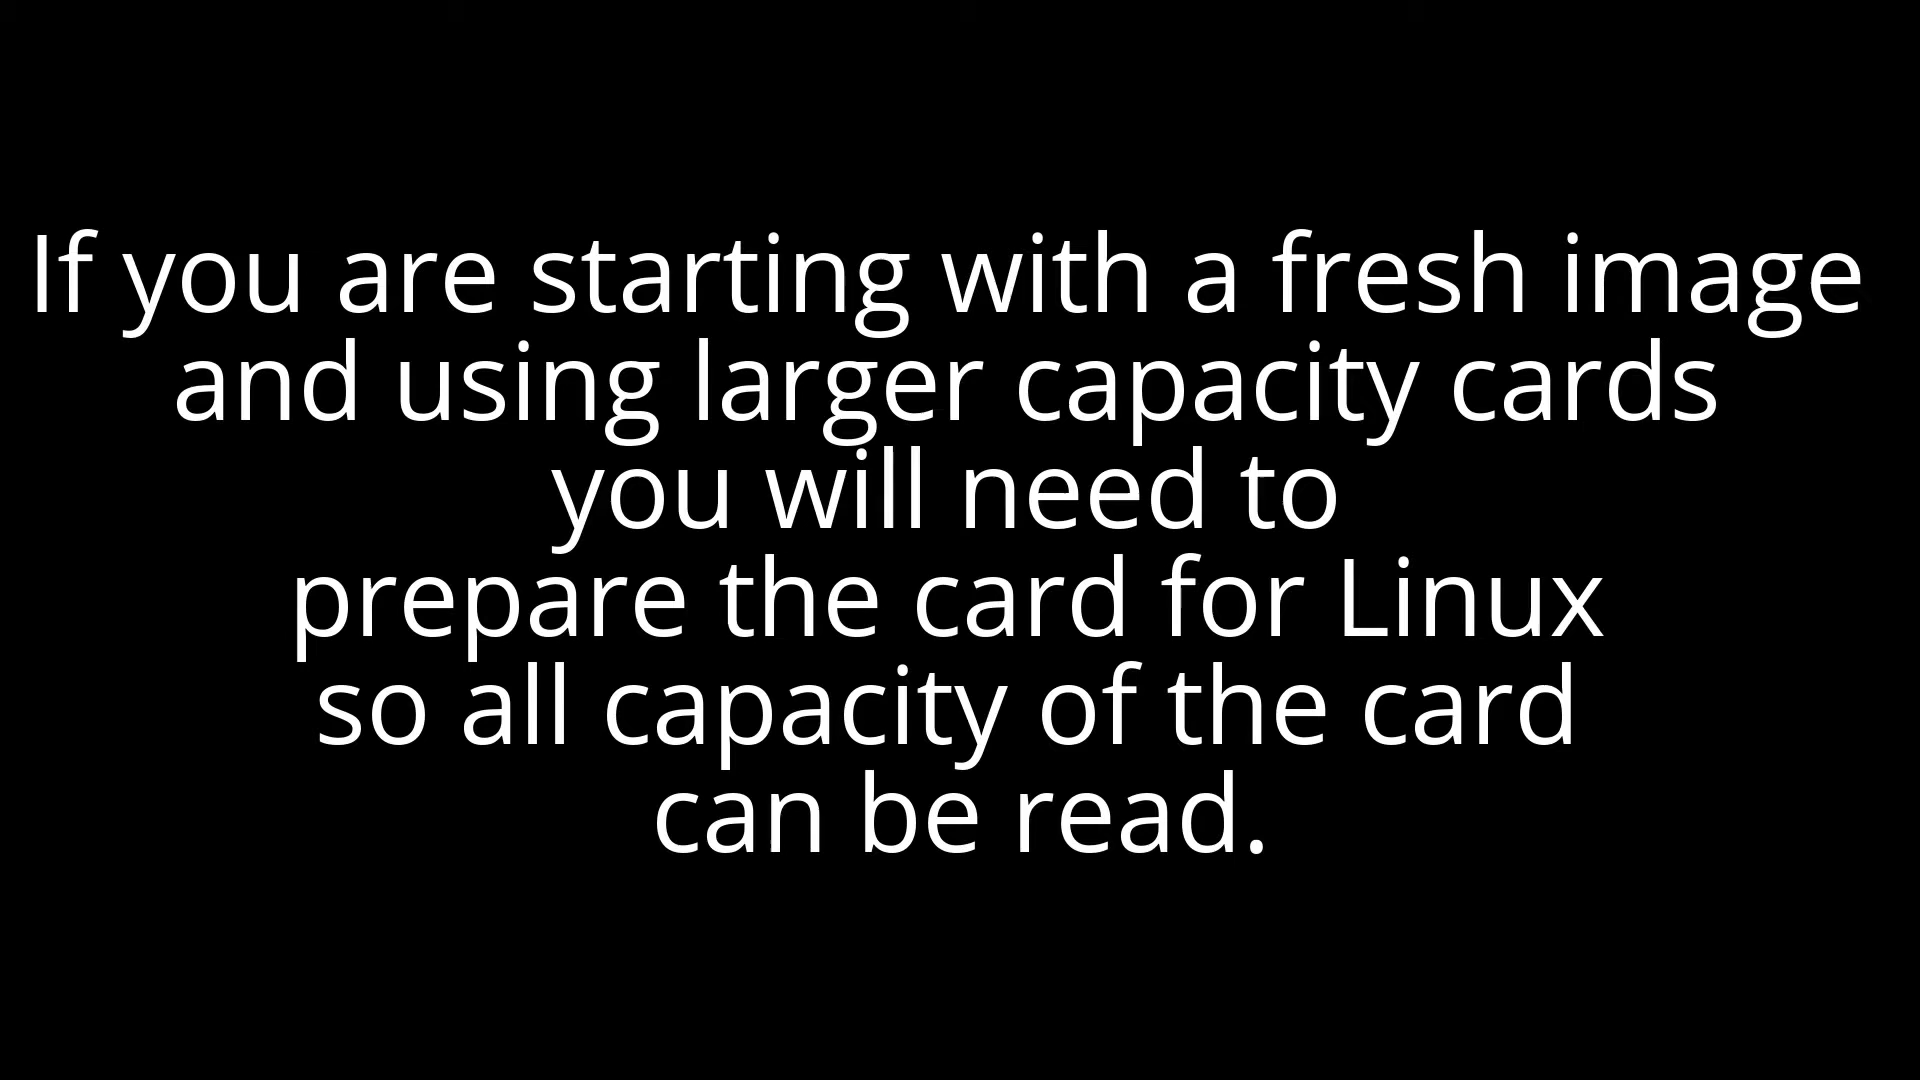 If you are starting with a fresh image
and using larger capacity cards
you will need to
prepare the card for Linux
so all capacity of the card
can be read.